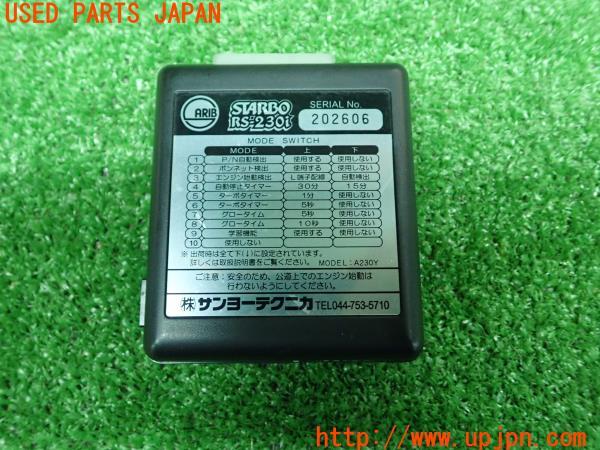 USED PARTS JAPAN
ARIB
STARBO
RS-230i
SERIAL No.
202606
MODE SWITCH
MODE 上 下
1 P/N自動検出 使用する 使用しない
2 ボンネット検出 使用する 使用しない
3 エンジン始動検出 L端子配線 自動検出
4 自動停止タイマー 30分 15分
5 ターボタイマー 1分 使用しない
6 ターボタイマー 5秒 使用しない
7 グロータイム 5秒 使用しない
8 グロータイム 10秒 使用しない
9 学習機能 使用する 使用しない
10 使用しない
※出荷時は全て下(↓)に設定されています。
詳しくは取扱説明書をご覧ください。 MODEL:A230Y
ご注意：安全のため、公道上でのエンジン始動は
行わないようにしてください。
株 サンヨーテクニカ TEL044-753-5710
http://www.upjpn.com